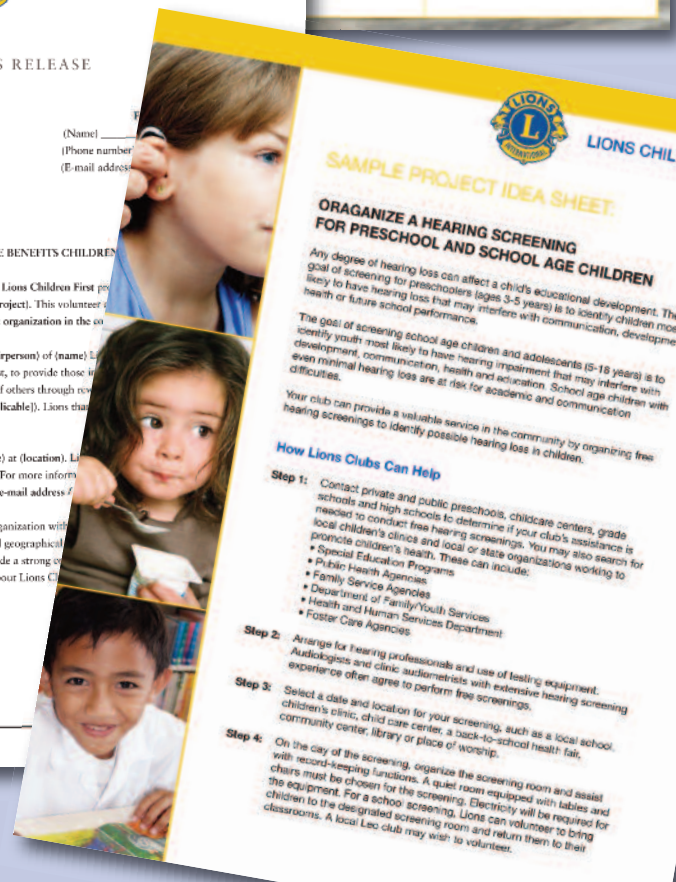 S RELEASE
(Name)
(Phone number
(E-mail address
E BENEFITS CHILDREN
Lions Children First
roject). This volunteer
organization in the
rperson) of (name)
t, to provide those
f others through
licable]). Lions
) at (location).
For more
e-mail address
ganization with
geographical
de a strong
out Lions
LIONS
L
INTERNATIONAL
LIONS CHIL
SAMPLE PROJECT IDEA SHEET:
ORAGANIZE A HEARING SCREENING
FOR PRESCHOOL AND SCHOOL AGE CHILDREN
Any degree of hearing loss can affect a child's educational development. The
goal of screening for preschoolers (ages 3-5 years) is to identify children mos
likely to have hearing loss that may interfere with communication, developme
health or future school performance.
The goal of screening school age children and adolescents (5-18 years) is to
identify youth most likely to have hearing impairment that may interfere with
development, communication, health and education. School age children with
even minimal hearing loss are at risk for academic and communication
difficulties.
Your club can provide a valuable service in the community by organizing free
hearing screenings to identify possible hearing loss in children.
How Lions Clubs Can Help
Step 1: Contact private and public preschools, childcare centers, grade
schools and high schools to determine if your club's assistance is
needed to conduct free hearing screenings. You may also search for
local children's clinics and local or state organizations working to
promote children's health. These can include:
• Special Education Programs
• Public Health Agencies
• Family Service Agencies
• Department of Family/Youth Services
• Health and Human Services Department
• Foster Care Agencies
Step 2: Arrange for hearing professionals and use of testing equipment.
Audiologists and clinic audiometrists with extensive hearing screening
experience often agree to perform free screenings.
Step 3: Select a date and location for your screening, such as a local school.
children's clinic, child care center, a back-to-school health fair,
community center, library or place of worship.
Step 4: On the day of the screening, organize the screening room and assist
with record-keeping functions. A quiet room equipped with tables and
chairs must be chosen for the screening. Electricity will be required for
the equipment. For a school screening, Lions can volunteer to bring
children to the designated screening room and return them to their
classrooms. A local Leo club may wish to volunteer.